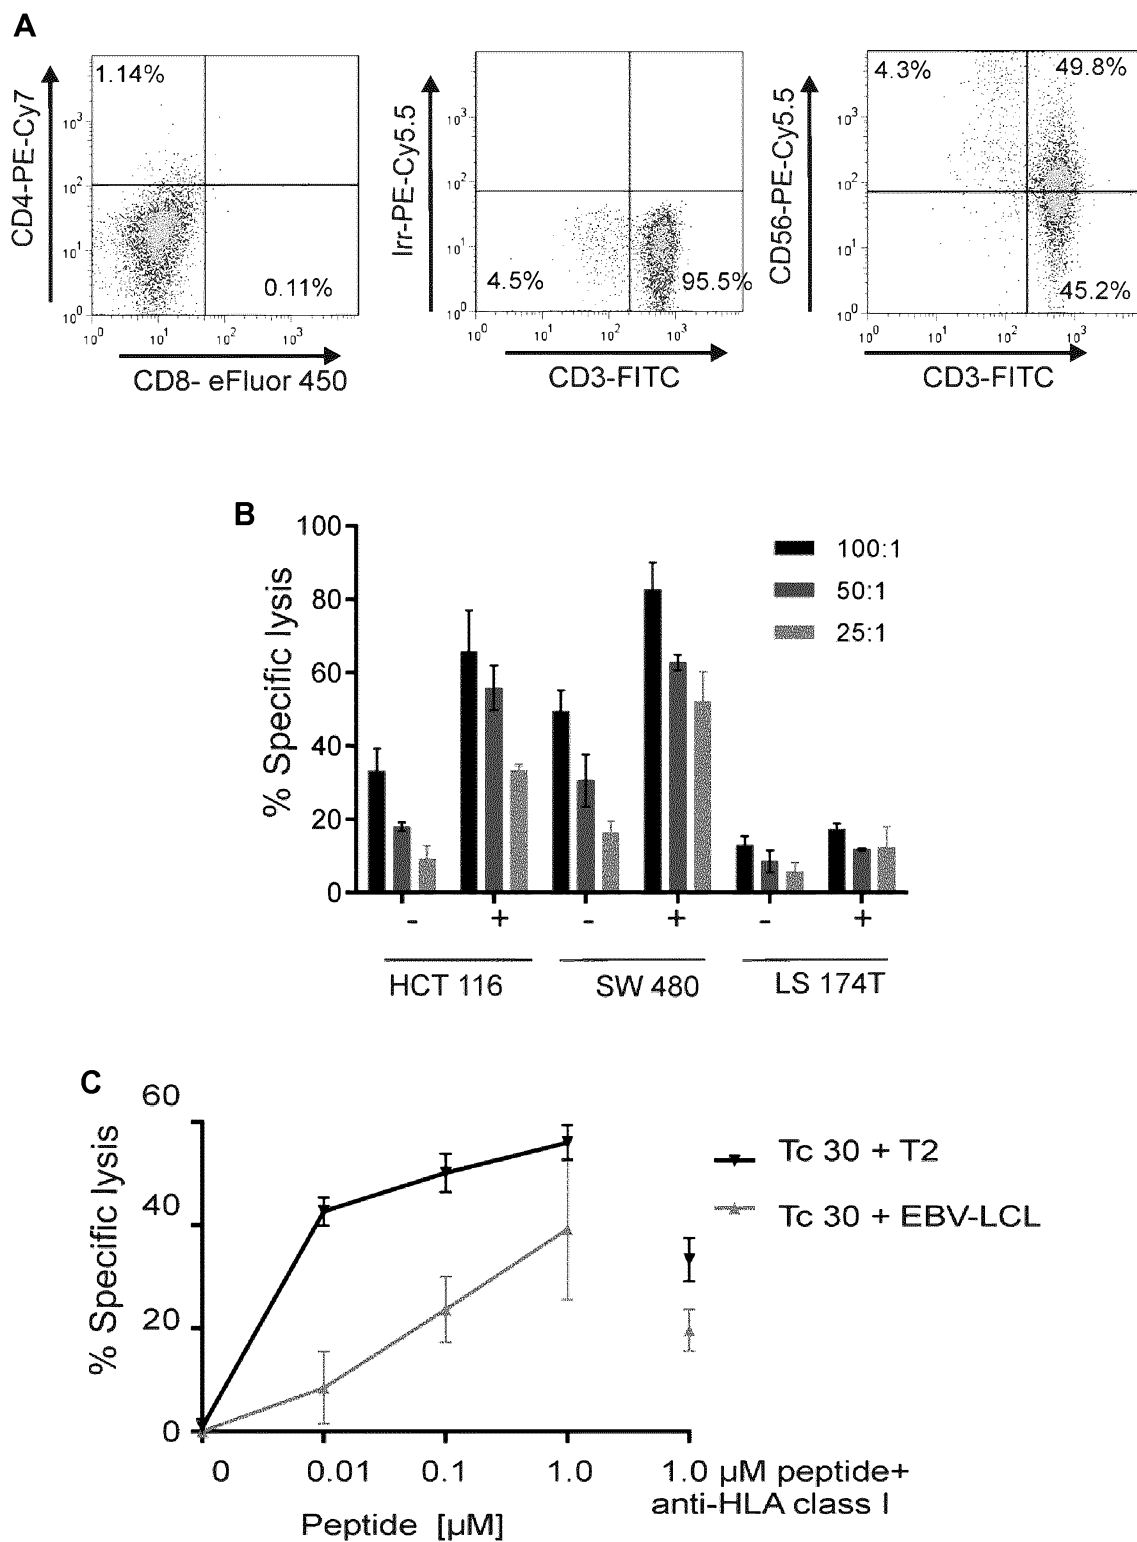 A
CD4-PE-Cy7
1.14%
0.11%
10³
10²
10¹
10⁰
10⁰ 10¹ 10² 10³
CD8- eFluor 450
Irr-PE-Cy5.5
4.5%
95.5%
10³
10²
10¹
10⁰
10⁰ 10¹ 10² 10³
CD3-FITC
CD56-PE-Cy5.5
4.3%
49.8%
45.2%
10³
10²
10¹
10⁰
10⁰ 10¹ 10² 10³
CD3-FITC
B
% Specific lysis
100
80
60
40
20
0
100:1
50:1
25:1
- + - + - +
HCT 116 SW 480 LS 174T
C
% Specific lysis
60
40
20
0
Tc 30 + T2
Tc 30 + EBV-LCL
0 0.01 0.1 1.0 1.0 µM peptide+
anti-HLA class I
Peptide [µM]